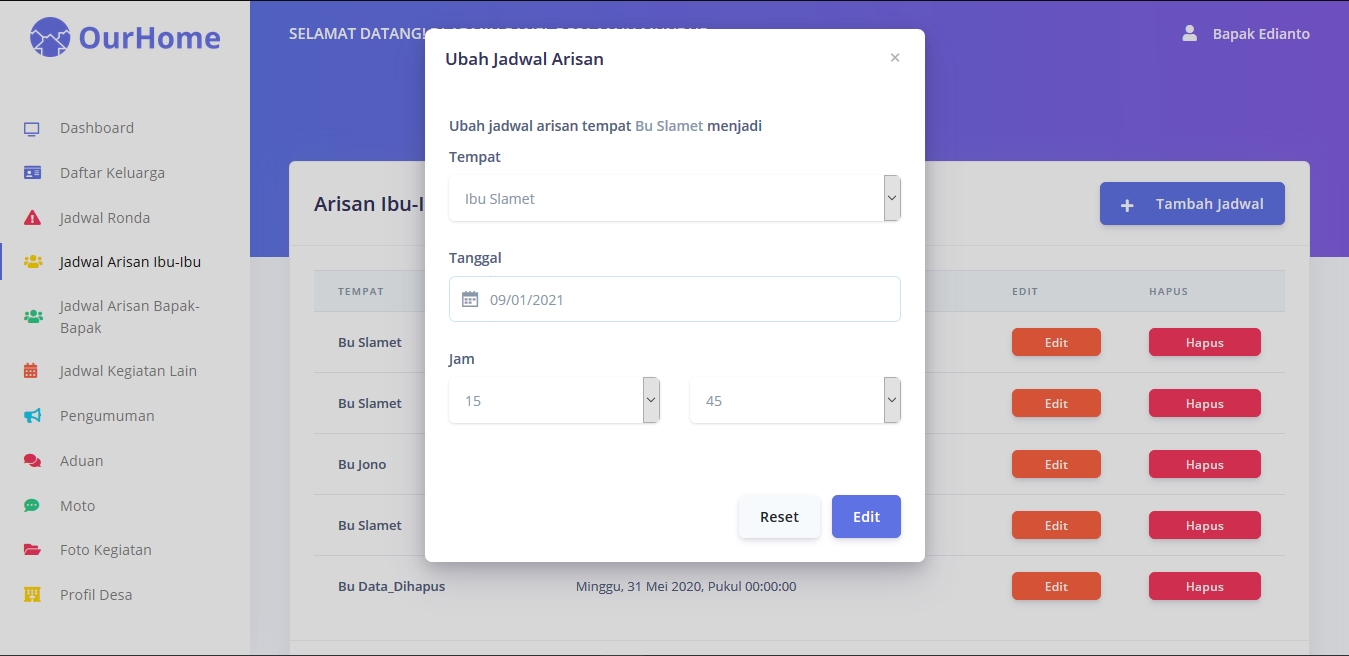 OurHome
SELAMAT DATANG!
Bapak Edianto
Dashboard
Daftar Keluarga
Jadwal Ronda
Jadwal Arisan Ibu-Ibu
Jadwal Arisan Bapak-
Bapak
Jadwal Kegiatan Lain
Pengumuman
Aduan
Moto
Foto Kegiatan
Profil Desa
Ubah Jadwal Arisan
×
Ubah jadwal arisan tempat Bu Slamet menjadi
Tempat
Ibu Slamet
Tanggal
09/01/2021
Jam
15 45
Reset Edit
Arisan Ibu-I
+ Tambah Jadwal
TEMPAT EDIT HAPUS
Bu Slamet Edit Hapus
Bu Slamet Edit Hapus
Bu Jono Edit Hapus
Bu Slamet Edit Hapus
Bu Data_Dihapus Minggu, 31 Mei 2020, Pukul 00:00:00 Edit Hapus